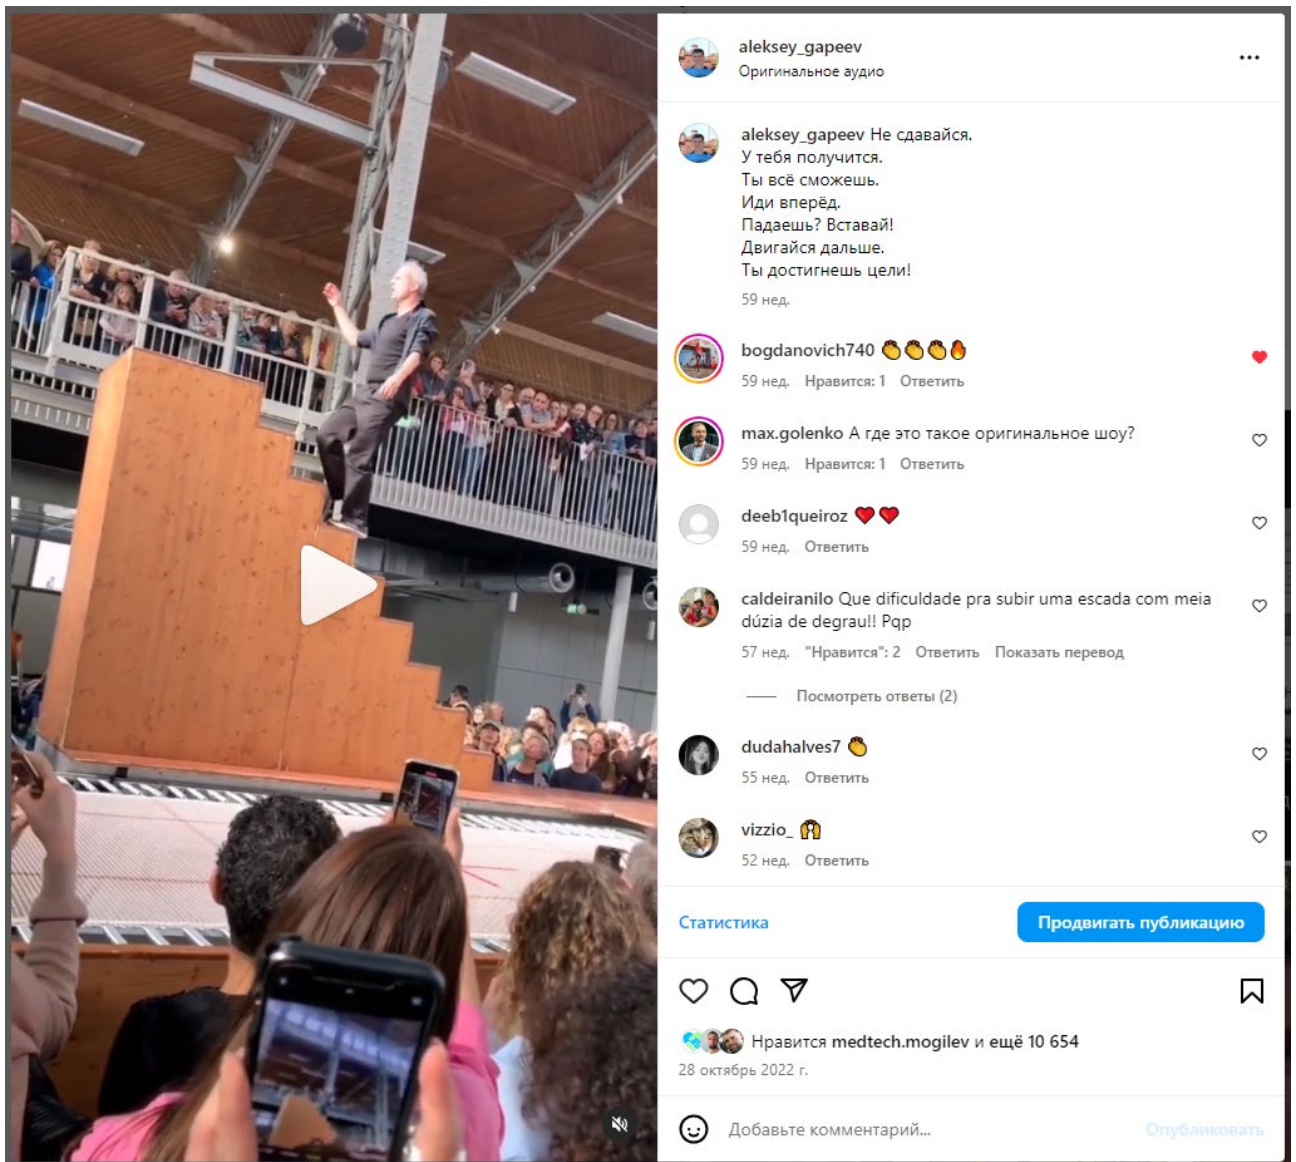 aleksey_gapeev
Оригинальное аудио
aleksey_gapeev Не сдавайся.
У тебя получится.
Ты всё сможешь.
Иди вперёд.
Падаешь? Вставай!
Двигайся дальше.
Ты достигнешь цели!
59 нед.
bogdanovich740 👏👏👏🔥
59 нед. Нравится: 1 Ответить
max.golenko А где это такое оригинальное шоу?
59 нед. Нравится: 1 Ответить
deeb1queiroz ❤️❤️
59 нед. Ответить
caldeiranilo Que dificuldade pra subir uma escada com meia
dúzia de degrau!! Pqp
57 нед. "Нравится": 2 Ответить Показать перевод
Посмотреть ответы (2)
dudahalves7 👏
55 нед. Ответить
vizzio_ 🙌
52 нед. Ответить
Статистика
Продвигать публикацию
Нравится medtech.mogilev и ещё 10 654
28 октябрь 2022 г.
Добавьте комментарий...
Опубликовать